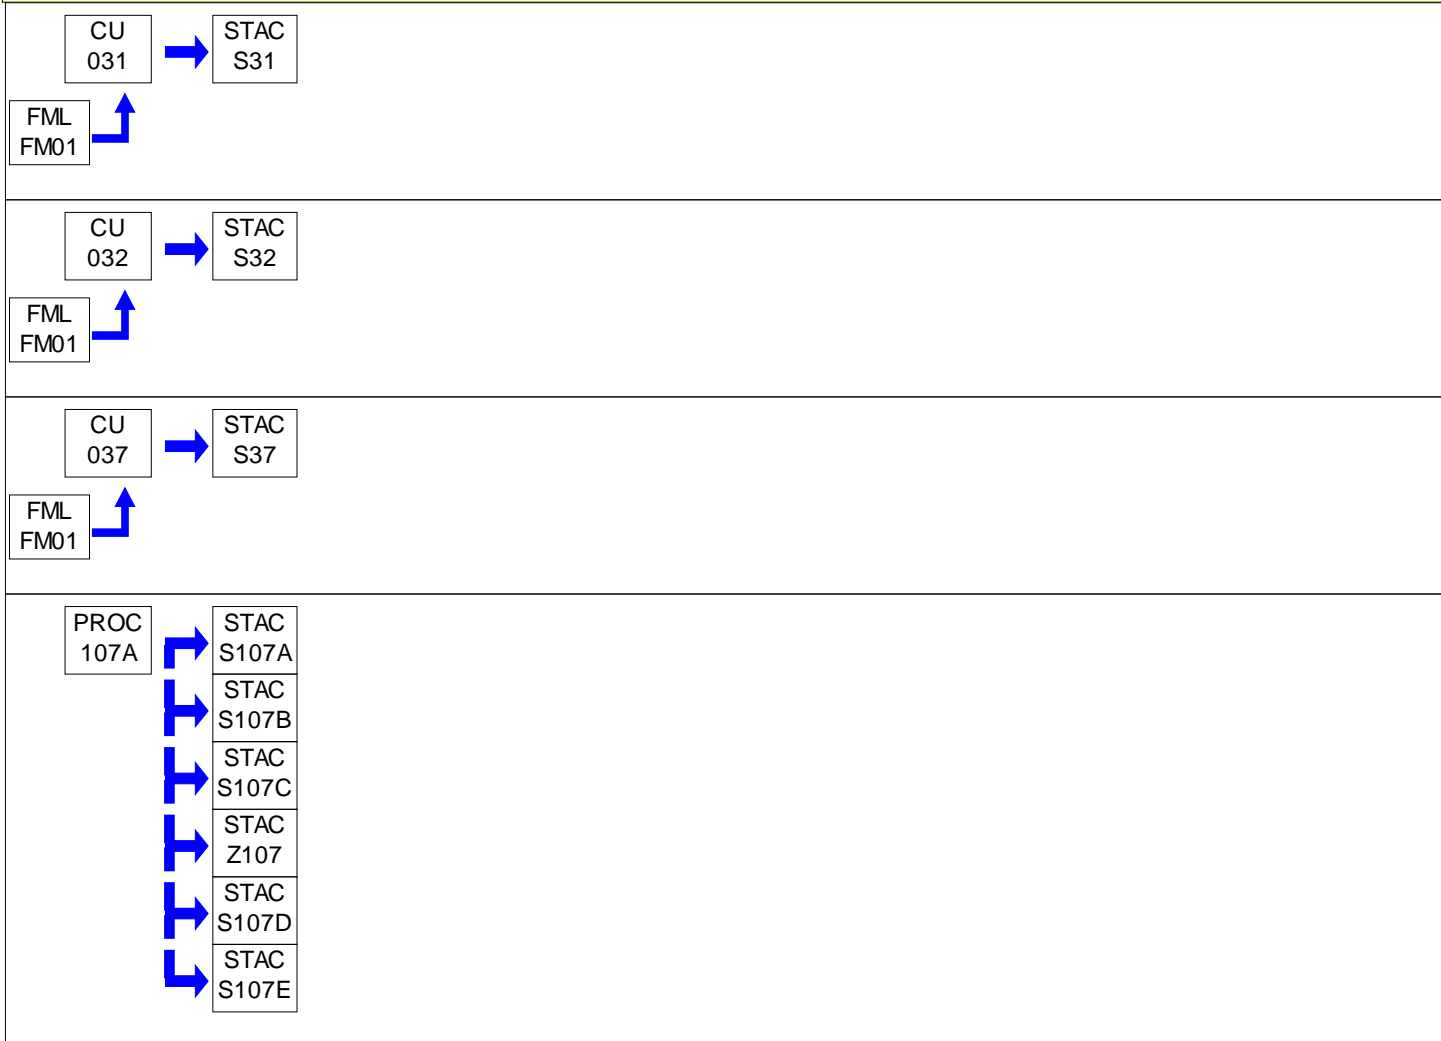 CU
031
STAC
S31
FML
FM01
CU
032
STAC
S32
FML
FM01
CU
037
STAC
S37
FML
FM01
PROC
107A
STAC
S107A
STAC
S107B
STAC
S107C
STAC
Z107
STAC
S107D
STAC
S107E